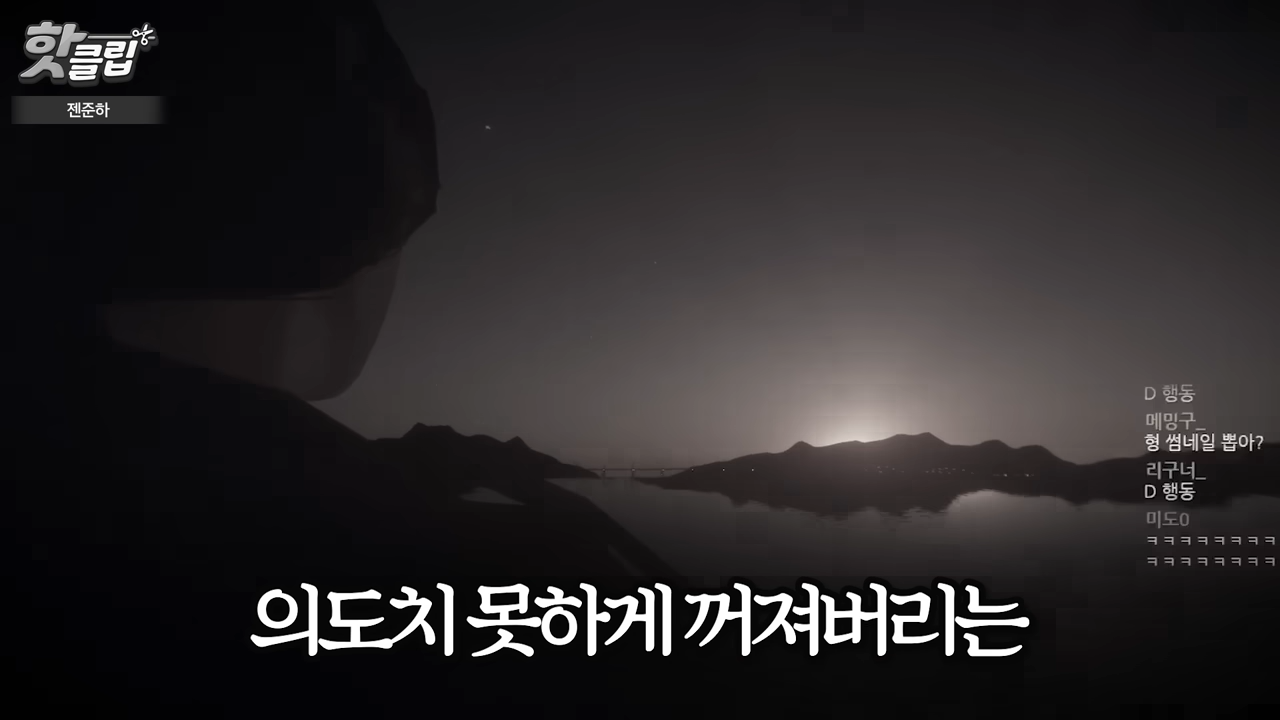 핫클립
젠준하
D 행동
메밍구_
형 썸네일 뽑아?
리구너_
D 행동
미도0
ㅋㅋㅋㅋㅋㅋㅋㅋ
ㅋㅋㅋㅋㅋㅋㅋㅋ
의도치 못하게 꺼져버리는